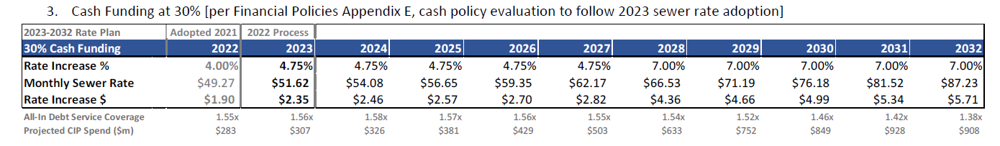 3. Cash Funding at 30% [per Financial Policies Appendix E, cash policy evaluation to follow 2023 sewer rate adoption]
2023-2032 Rate Plan Adopted 2021 2022 Process
30% Cash Funding 2022 2023 2024 2025 2026 2027 2028 2029 2030 2031 2032
Rate Increase % 4.00% 4.75% 4.75% 4.75% 4.75% 4.75% 7.00% 7.00% 7.00% 7.00% 7.00%
Monthly Sewer Rate $49.27 $51.62 $54.08 $56.65 $59.35 $62.17 $66.53 $71.19 $76.18 $81.52 $87.23
Rate Increase $ $1.90 $2.35 $2.46 $2.57 $2.70 $2.82 $4.36 $4.66 $4.99 $5.34 $5.71
All-In Debt Service Coverage 1.55x 1.56x 1.58x 1.57x 1.56x 1.55x 1.54x 1.52x 1.46x 1.42x 1.38x
Projected CIP Spend ($m) $283 $307 $326 $381 $429 $503 $633 $752 $849 $928 $908